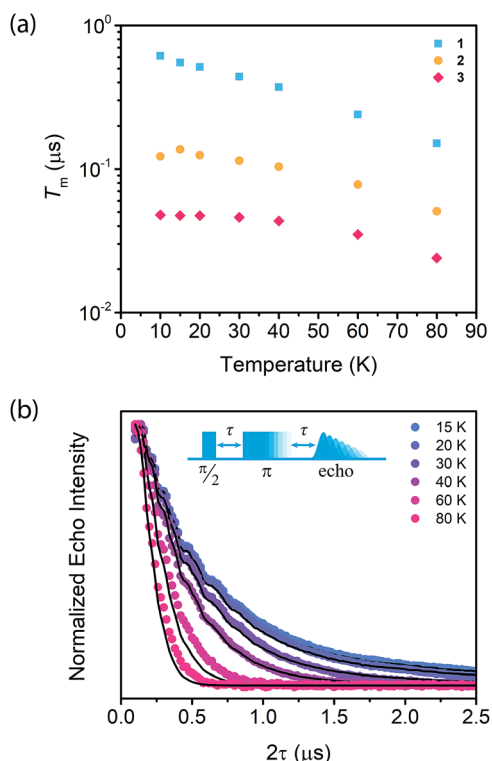 (a)
10⁰
10⁻¹
10⁻²
Tₘ (μs)
1
2
3
0 10 20 30 40 50 60 70 80 90
Temperature (K)
(b)
Normalized Echo Intensity
τ τ
π/2 π echo
15 K
20 K
30 K
40 K
60 K
80 K
0.0 0.5 1.0 1.5 2.0 2.5
2τ (μs)